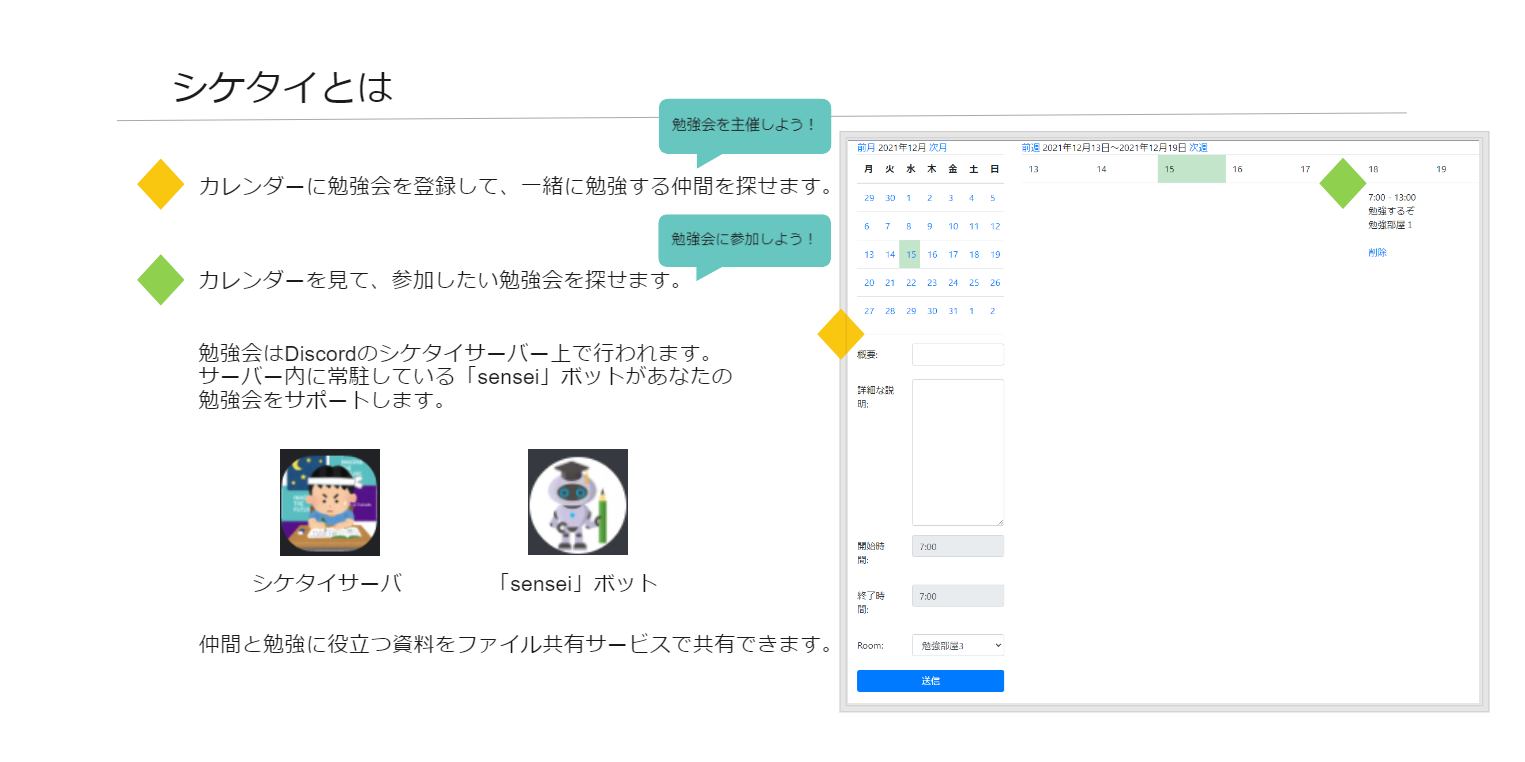 シケタイとは
勉強会を主催しよう！
カレンダーに勉強会を登録して、一緒に勉強する仲間を探せます。
勉強会に参加しよう！
カレンダーを見て、参加したい勉強会を探せます。
勉強会はDiscordのシケタイサーバー上で行われます。
サーバー内に常駐している「sensei」ボットがあなたの
勉強会をサポートします。
シケタイサーバ
「sensei」ボット
仲間と勉強に役立つ資料をファイル共有サービスで共有できます。
前月 2021年12月 次月
月 火 水 木 金 土 日
29 30 1 2 3 4 5
6 7 8 9 10 11 12
13 14 15 16 17 18 19
20 21 22 23 24 25 26
27 28 29 30 31 1 2
概要:
詳細な説
明:
開始時
間:
7:00
終了時
間:
7:00
Room:
勉強部屋3
送信
前週 2021年12月13日～2021年12月19日 次週
13 14 15 16 17 18 19
7:00 - 13:00
勉強するぞ
勉強部屋1
削除